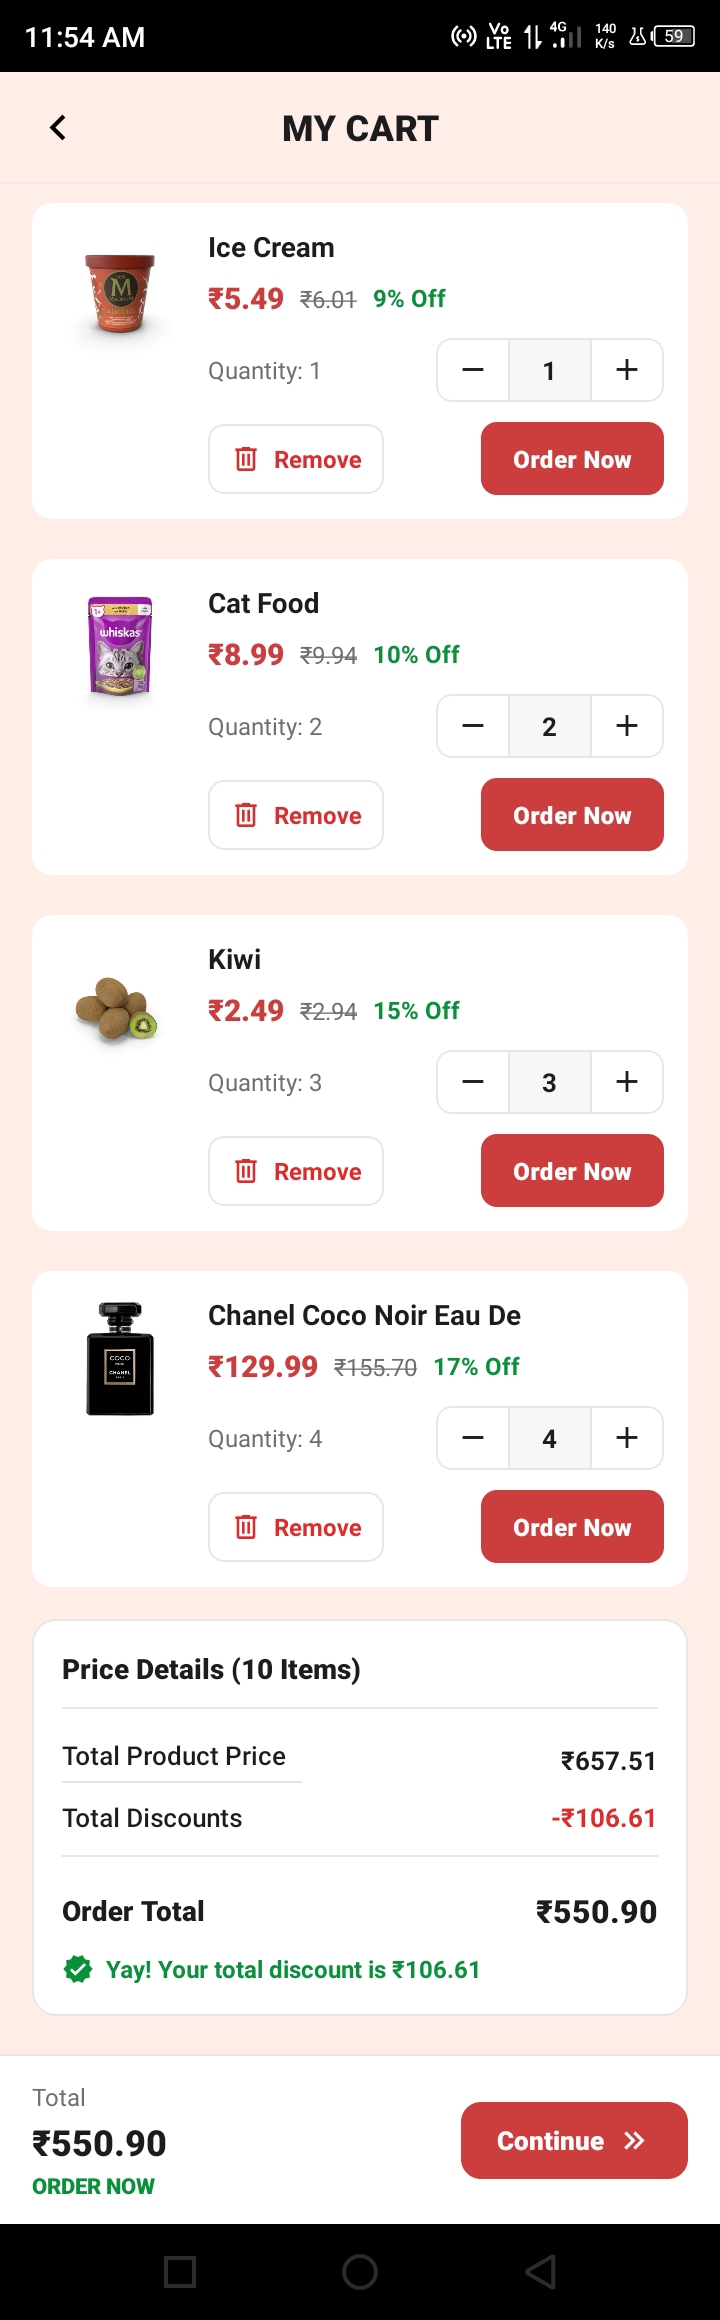 11:54 AM
Vo LTE 4G 140 K/s 59
MY CART
Ice Cream
₹5.49 ₹6.01 9% Off
Quantity: 1
1
Remove
Order Now
Cat Food
whiskas
₹8.99 ₹9.94 10% Off
Quantity: 2
2
Remove
Order Now
Kiwi
₹2.49 ₹2.94 15% Off
Quantity: 3
3
Remove
Order Now
Chanel Coco Noir Eau De
COCO
NOIR
CHANEL
₹129.99 ₹155.70 17% Off
Quantity: 4
4
Remove
Order Now
Price Details (10 Items)
Total Product Price ₹657.51
Total Discounts -₹106.61
Order Total ₹550.90
Yay! Your total discount is ₹106.61
Total
₹550.90
ORDER NOW
Continue